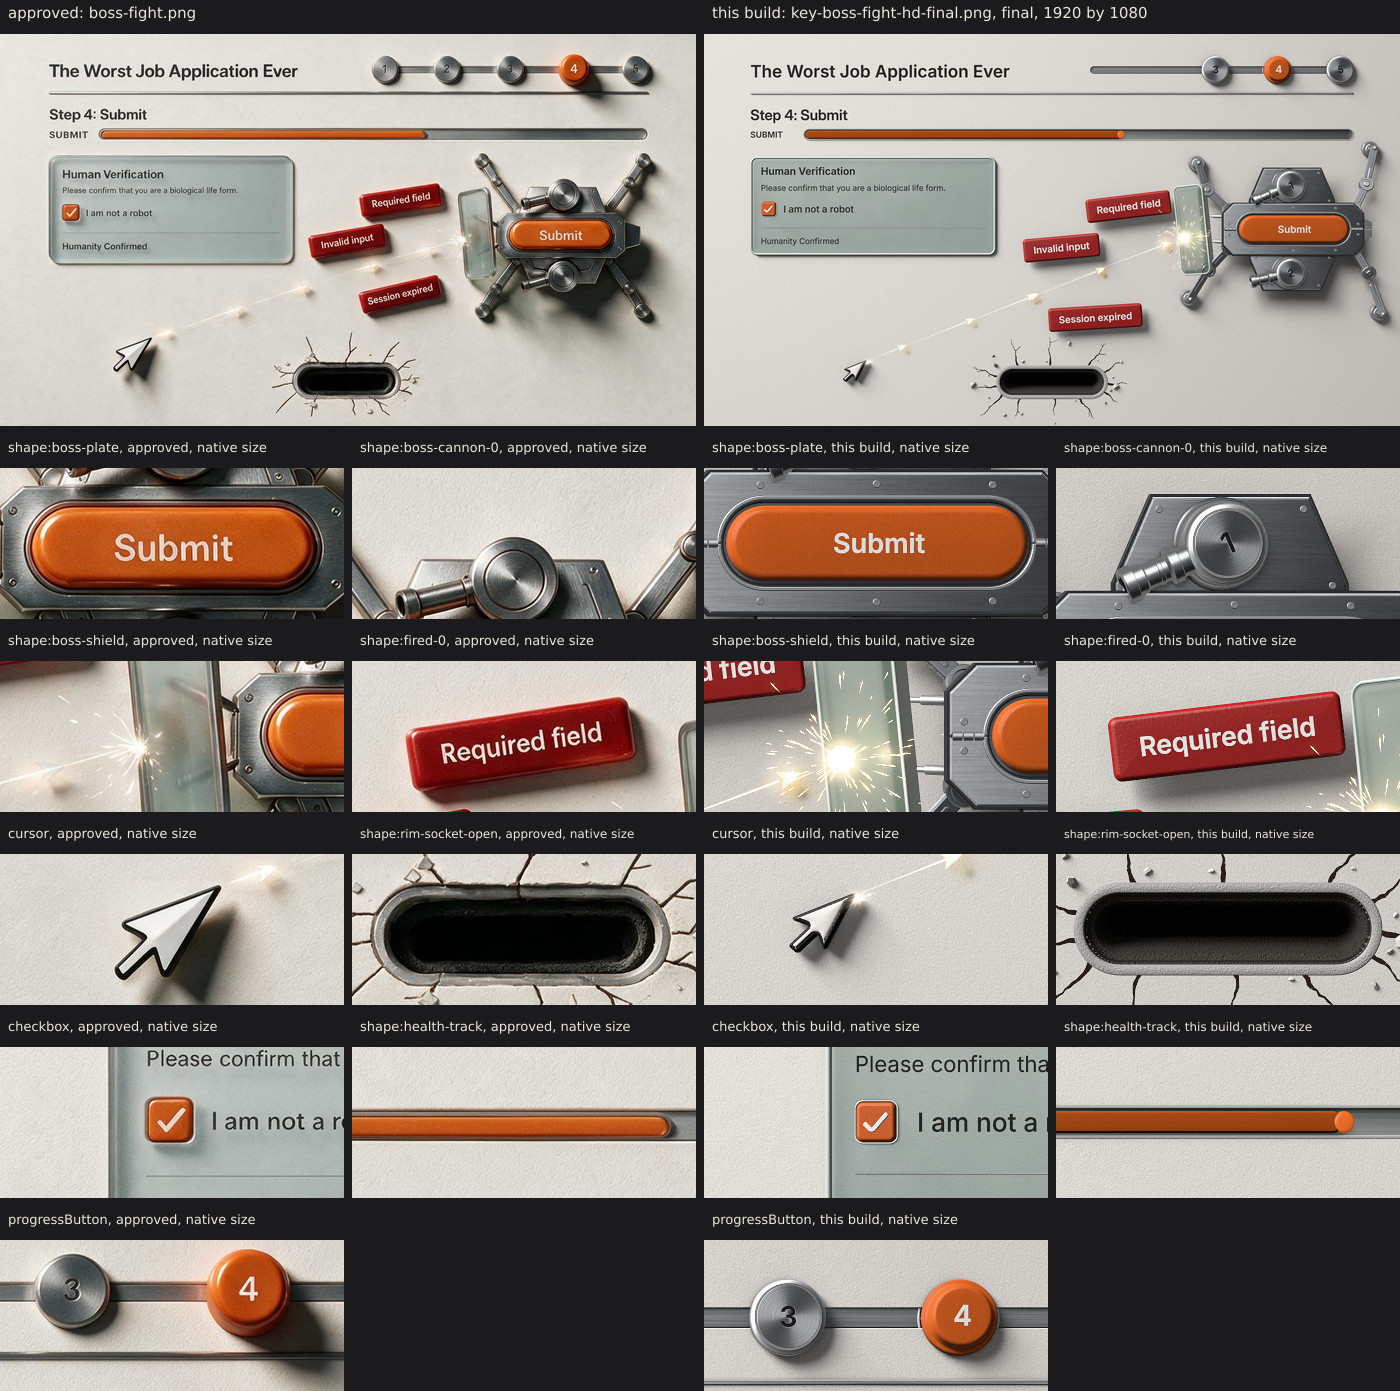 approved: boss-fight.png
this build: key-boss-fight-hd-final.png, final, 1920 by 1080
The Worst Job Application Ever
1 2 3 4 5
Step 4: Submit
SUBMIT
Human Verification
Please confirm that you are a biological life form.
I am not a robot
Humanity Confirmed
Required field
Invalid input
Session expired
Submit
The Worst Job Application Ever
3 4 5
Step 4: Submit
SUBMIT
Human Verification
Please confirm that you are a biological life form.
I am not a robot
Humanity Confirmed
Required field
Invalid input
Session expired
1
Submit
2
shape:boss-plate, approved, native size
shape:boss-cannon-0, approved, native size
shape:boss-plate, this build, native size
shape:boss-cannon-0, this build, native size
Submit
Submit
1
shape:boss-shield, approved, native size
shape:fired-0, approved, native size
shape:boss-shield, this build, native size
shape:fired-0, this build, native size
Required field
d field
Required field
cursor, approved, native size
shape:rim-socket-open, approved, native size
cursor, this build, native size
shape:rim-socket-open, this build, native size
checkbox, approved, native size
shape:health-track, approved, native size
checkbox, this build, native size
shape:health-track, this build, native size
Please confirm that
I am not a ro
Please confirm tha
I am not a
progressButton, approved, native size
progressButton, this build, native size
3 4
3 4